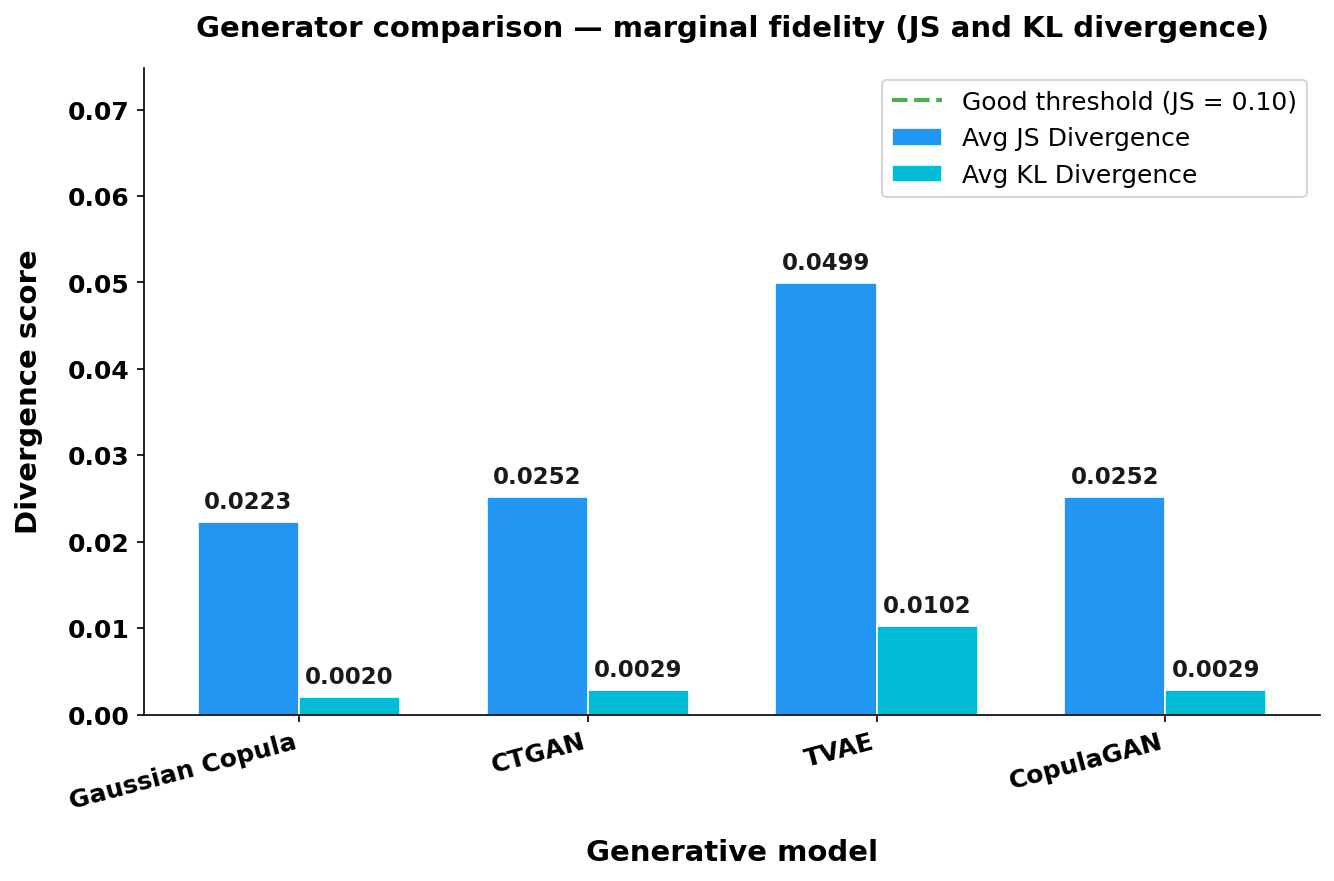 Generator comparison — marginal fidelity (JS and KL divergence)
Good threshold (JS = 0.10)
Avg JS Divergence
Avg KL Divergence
Divergence score
0.07
0.06
0.05
0.04
0.03
0.02
0.01
0.00
0.0223
0.0020
0.0252
0.0029
0.0499
0.0102
0.0252
0.0029
Gaussian Copula
CTGAN
TVAE
CopulaGAN
Generative model